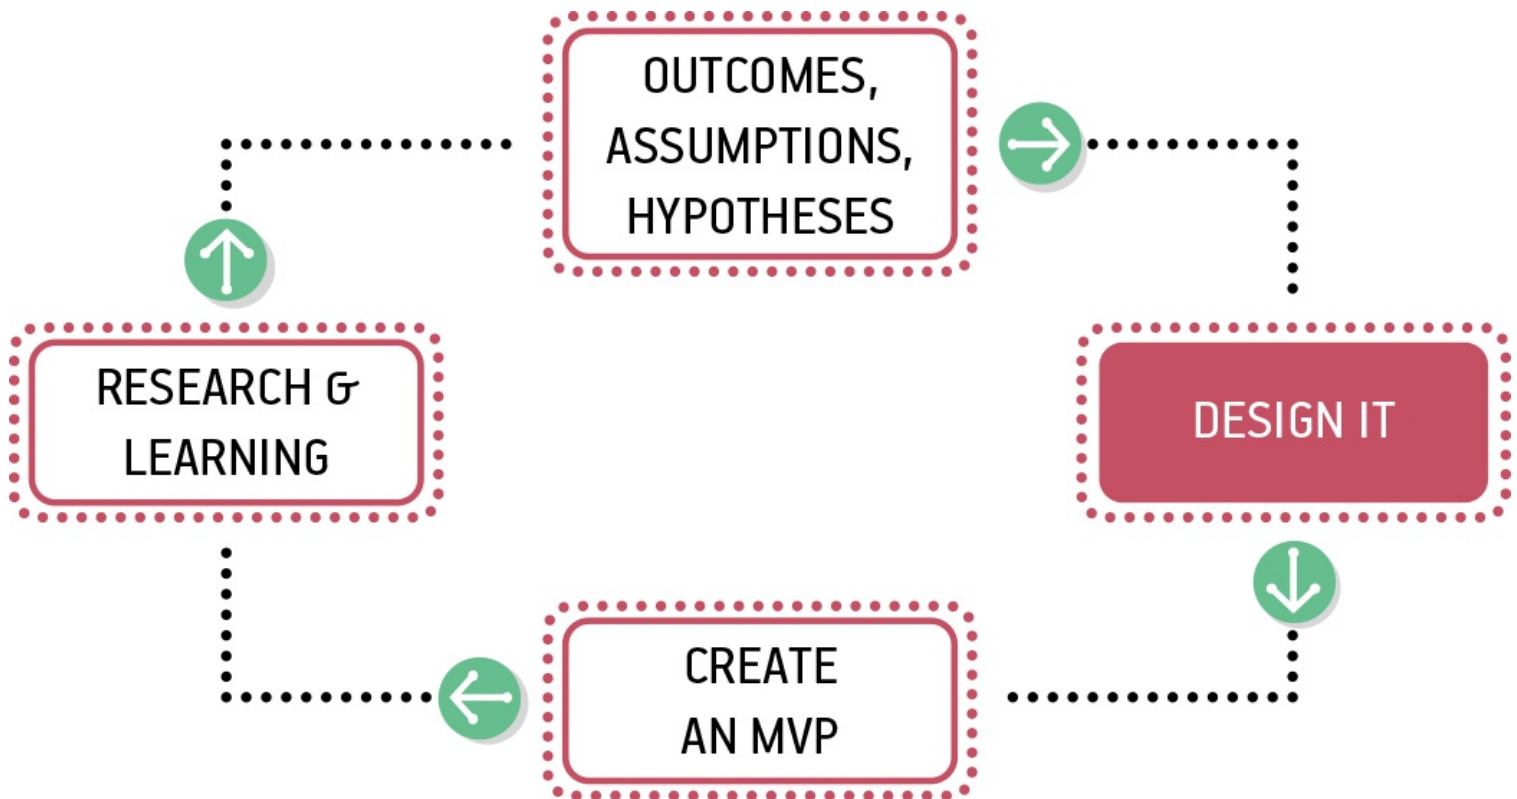 OUTCOMES,
ASSUMPTIONS,
HYPOTHESES
RESEARCH &
LEARNING
DESIGN IT
CREATE
AN MVP